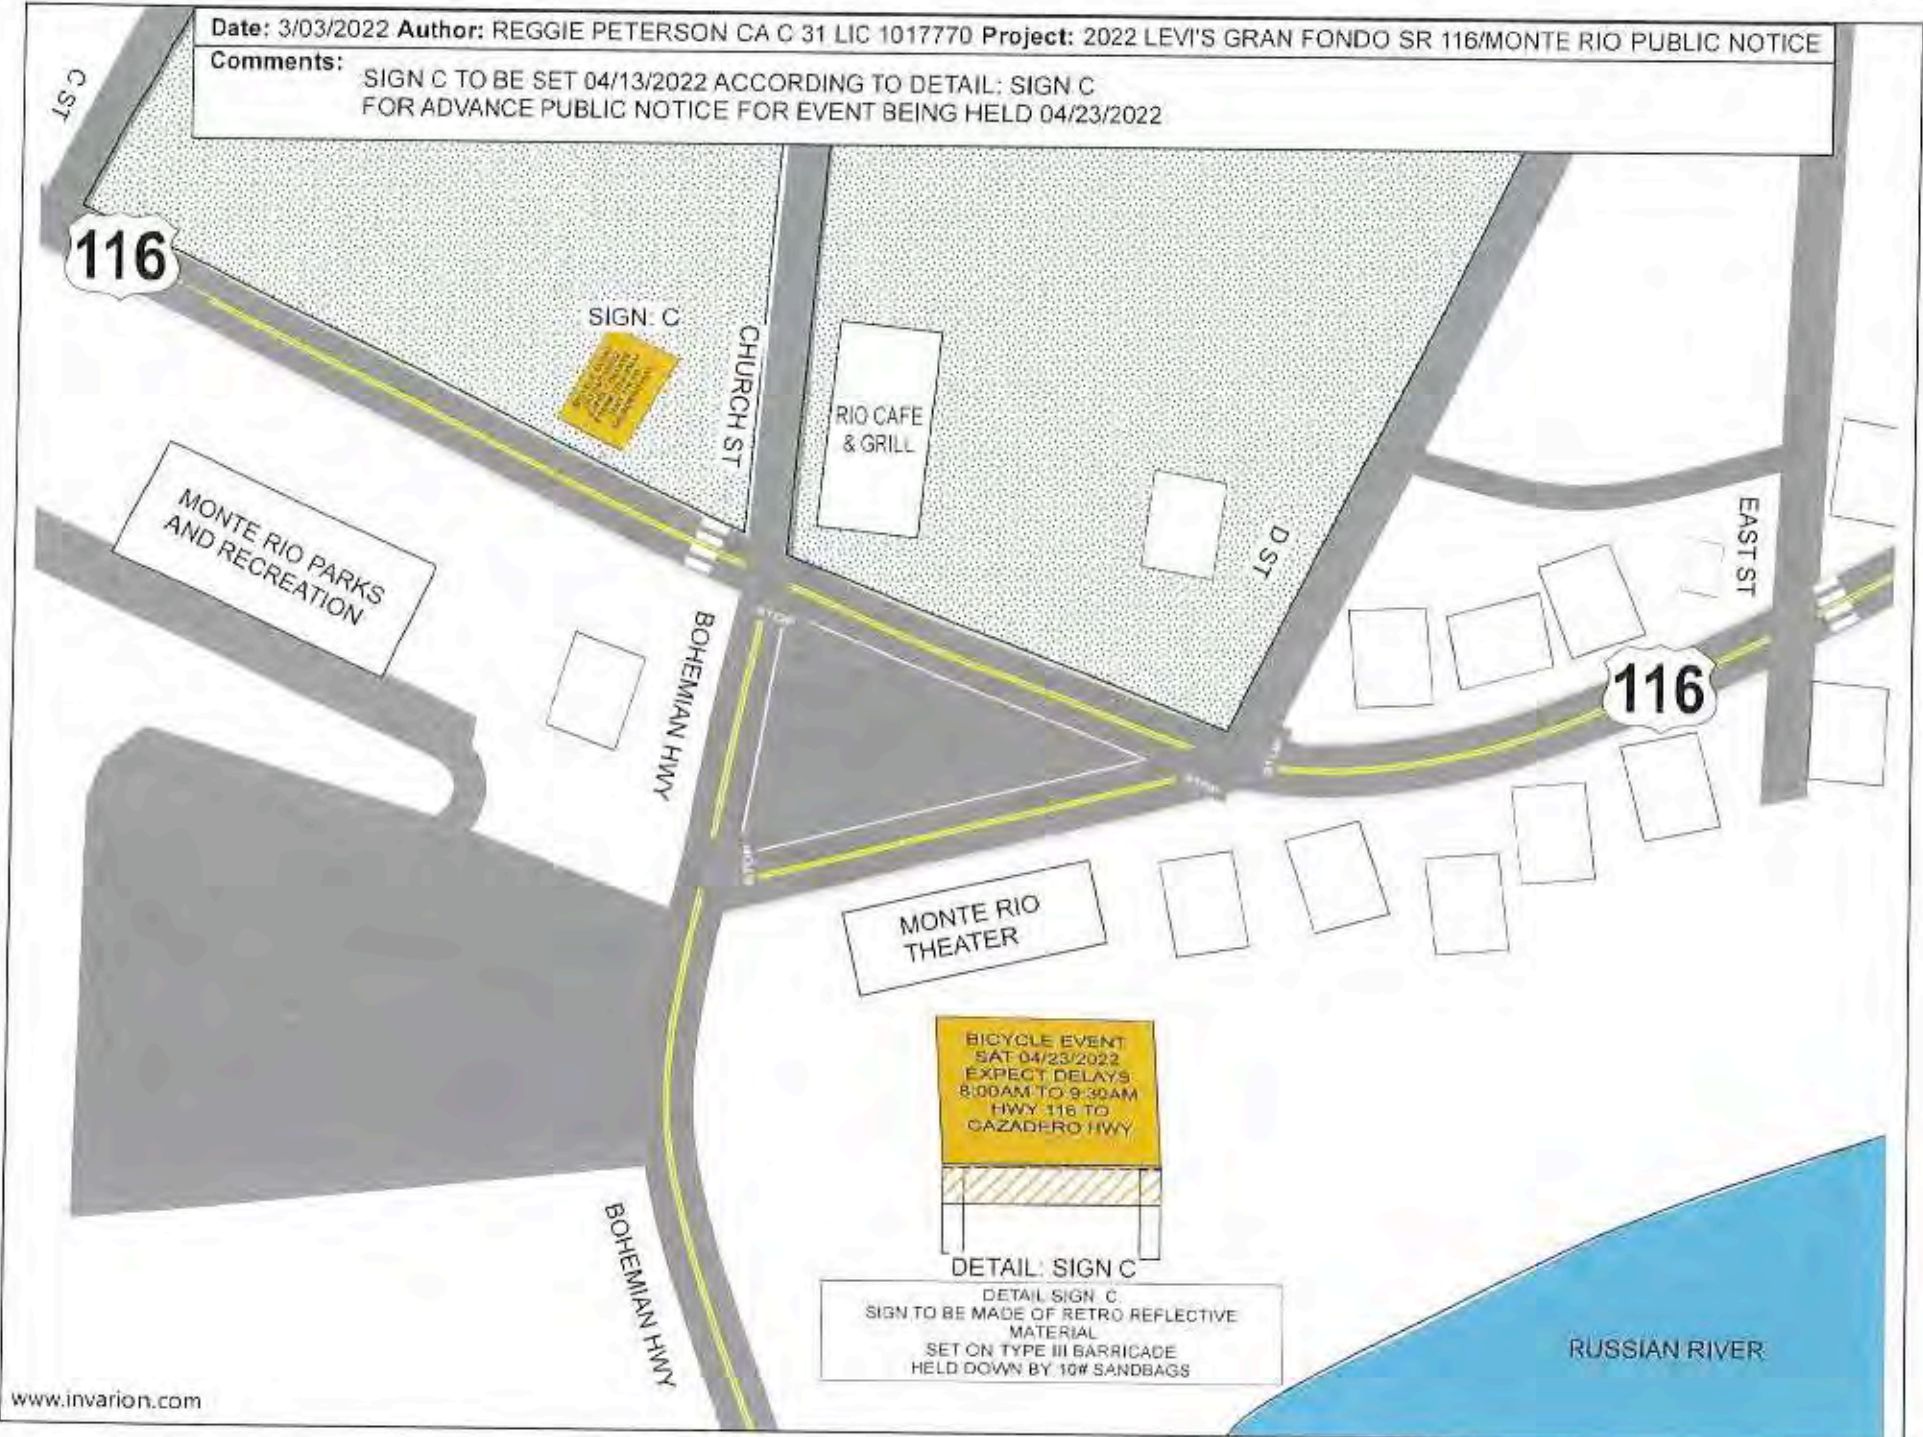 Date: 3/03/2022 Author: REGGIE PETERSON CA C 31 LIC 1017770 Project: 2022 LEVI'S GRAN FONDO SR 116/MONTE RIO PUBLIC NOTICE
Comments:
SIGN C TO BE SET 04/13/2022 ACCORDING TO DETAIL: SIGN C
FOR ADVANCE PUBLIC NOTICE FOR EVENT BEING HELD 04/23/2022
C ST
116
SIGN: C
CHURCH ST
RIO CAFE
& GRILL
D ST
EAST ST
MONTE RIO PARKS
AND RECREATION
BOHEMIAN HWY
STOP
116
STOP
STOP
MONTE RIO
THEATER
BICYCLE EVENT
SAT 04/23/2022
EXPECT DELAYS
8:00AM TO 9:30AM
HWY 116 TO
CAZADERO HWY
DETAIL: SIGN C
DETAIL SIGN C
SIGN TO BE MADE OF RETRO REFLECTIVE
MATERIAL
SET ON TYPE III BARRICADE
HELD DOWN BY 10# SANDBAGS
BOHEMIAN HWY
RUSSIAN RIVER
www.invarion.com